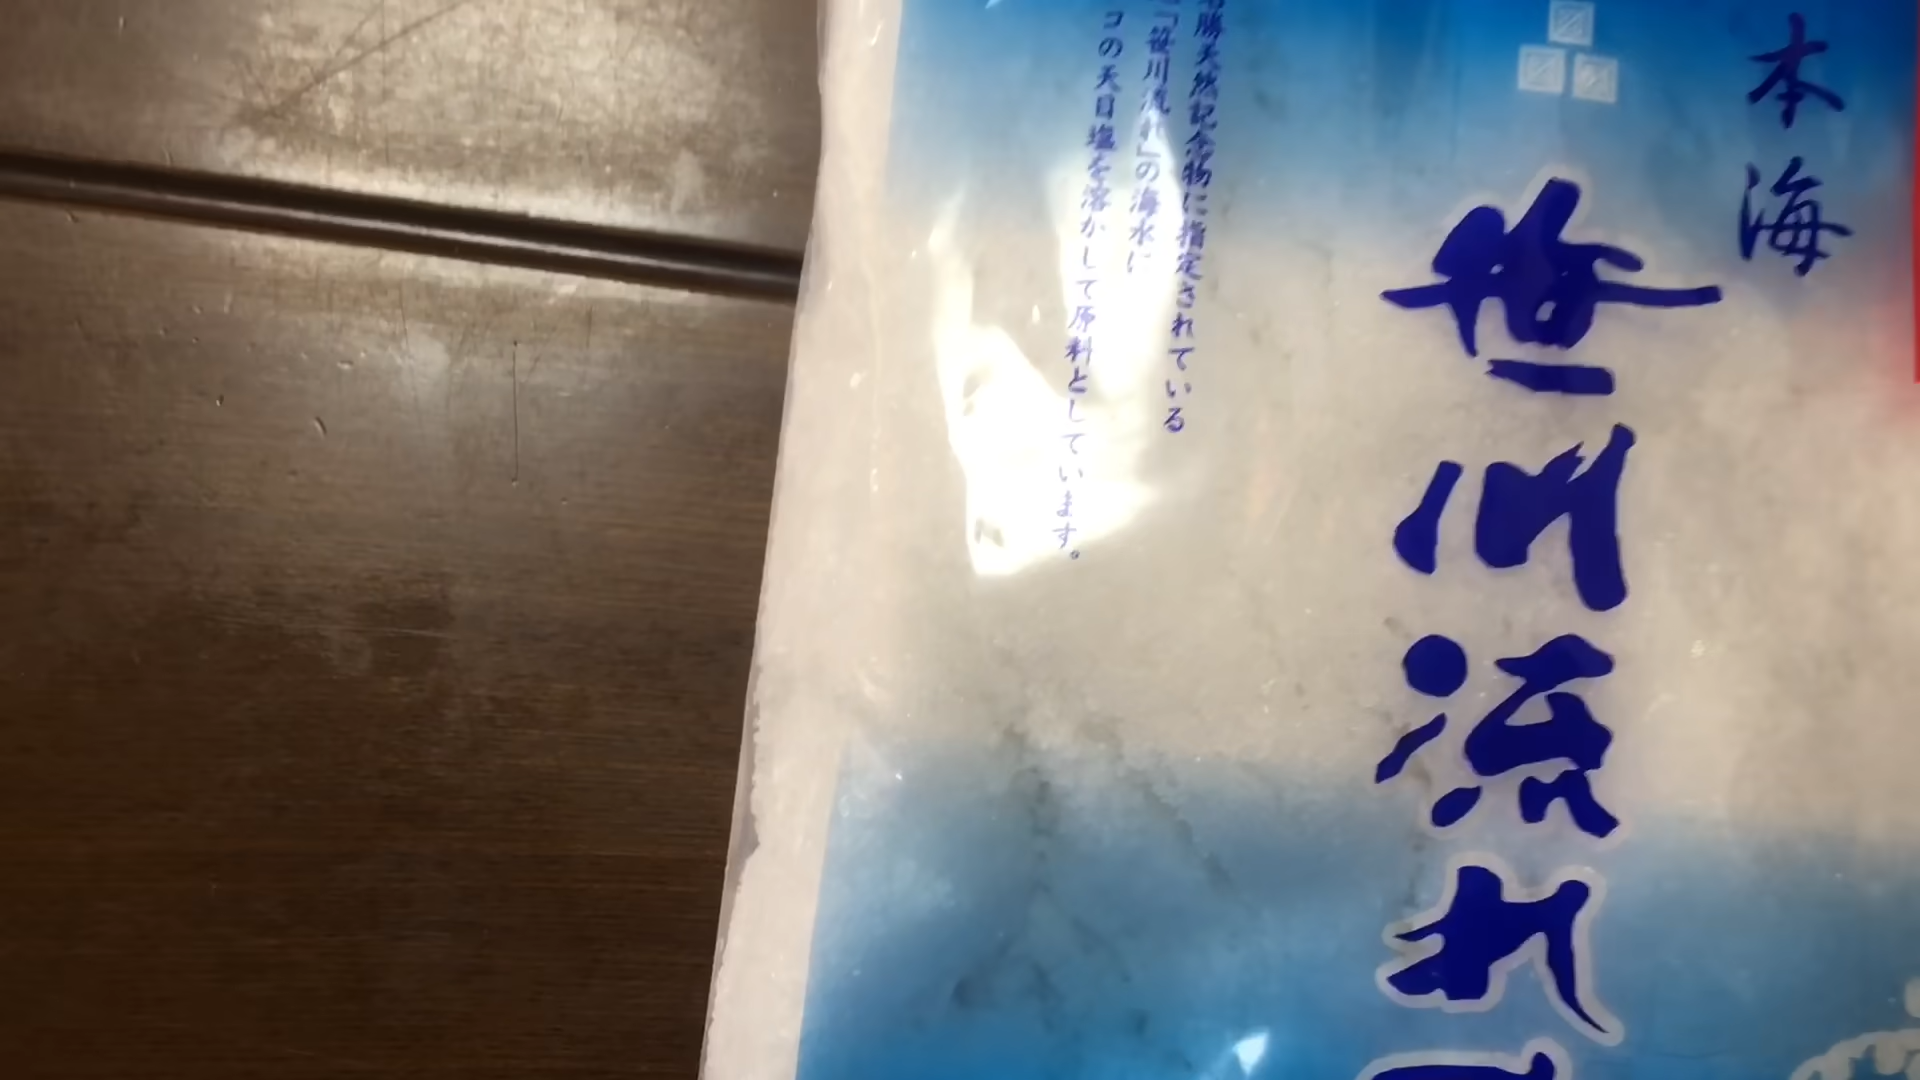 本海
笹川流れ
勝天然記念物に指定されている
「笹川流れ」の海水に
コの天日塩を溶かして原料としています。